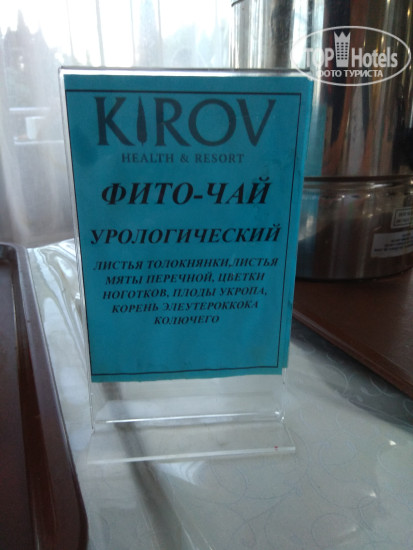 TOP Hotels
ФОТО ТУРИСТА
KIROV
HEALTH & RESORT
ФИТО-ЧАЙ
УРОЛОГИЧЕСКИЙ
ЛИСТЬЯ ТОЛОКНЯНКИ,ЛИСТЬЯ
МЯТЫ ПЕРЕЧНОЙ, ЦВЕТКИ
НОГОТКОВ, ПЛОДЫ УКРОПА,
КОРЕНЬ ЭЛЕУТЕРОККОКА
КОЛЮЧЕГО